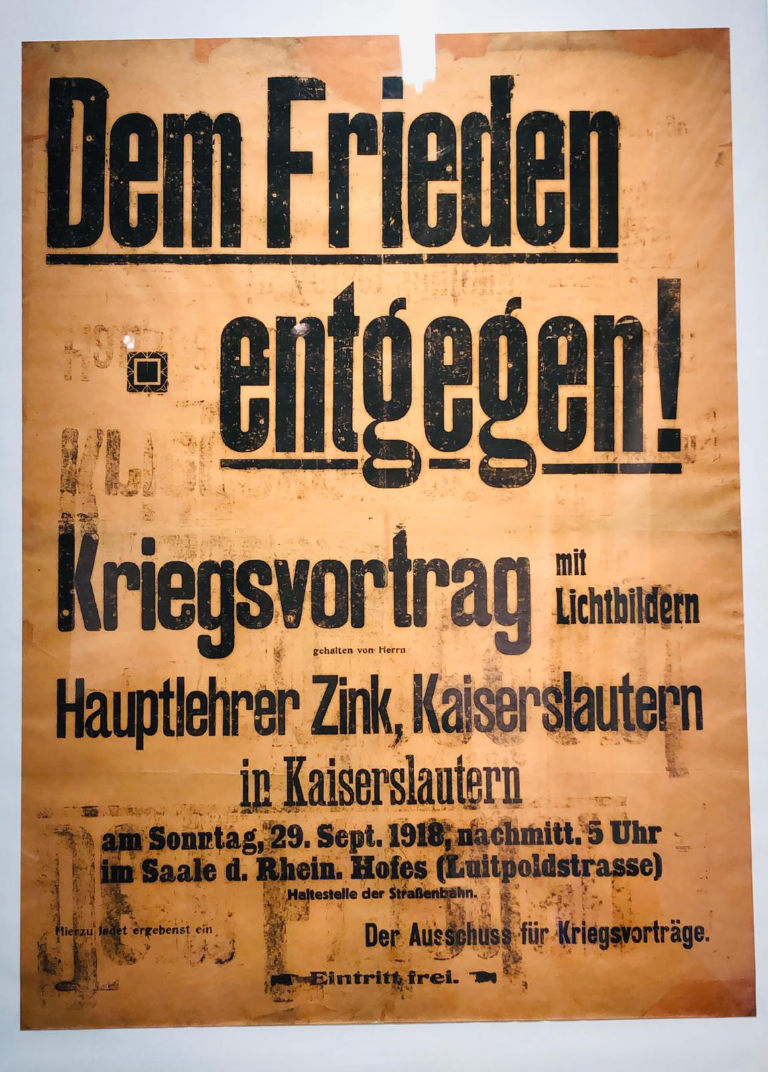 Dem Frieden
entgegen!
Kriegsvortrag mit
Lichtbildern
gehalten von Herrn
Hauptlehrer Zink, Kaiserslautern
in Kaiserslautern
am Sonntag, 29. Sept. 1918, nachmitt. 5 Uhr
im Saale d. Rhein. Hofes (Luitpoldstrasse)
Haltestelle der Straßenbahn.
Hierzu ladet ergebenst ein
Der Ausschuss für Kriegsvorträge.
Eintritt frei.